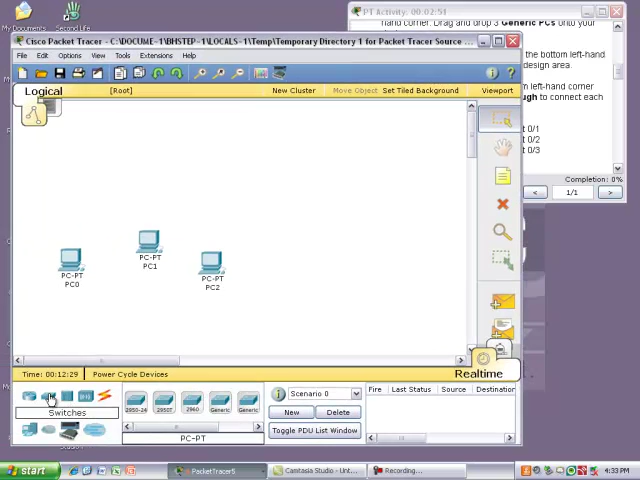 My Documents
Second Life
PT Activity, 00:02:51
hand corner. Drag and drop 3 Generic PCs onto your
Cisco Packet Tracer - C:\DOCUME~1\BHSTEP~1\LOCALS~1\Temp\Temporary Directory 1 for Packet Tracer Source ...
File Edit Options View Tools Extensions Help
the bottom left-hand
design area.
Logical
[Root]
New Cluster
Move Object
Set Tiled Background
Viewport
left-hand corner
ough to connect each
t 0/1
t 0/2
t 0/3
Completion: 0%
< 1/1 >
PC-PT
PC1
PC-PT
PC0
PC-PT
PC2
Time: 00:12:29
Power Cycle Devices
Realtime
Switches
2950-24
2950T
2960
Generic
Generic
PC-PT
Scenario 0
New
Delete
Toggle PDU List Window
Fire Last Status Source Destination
start
PacketTracer5
Camtasia Studio - Unt...
Recording...
4:33 PM